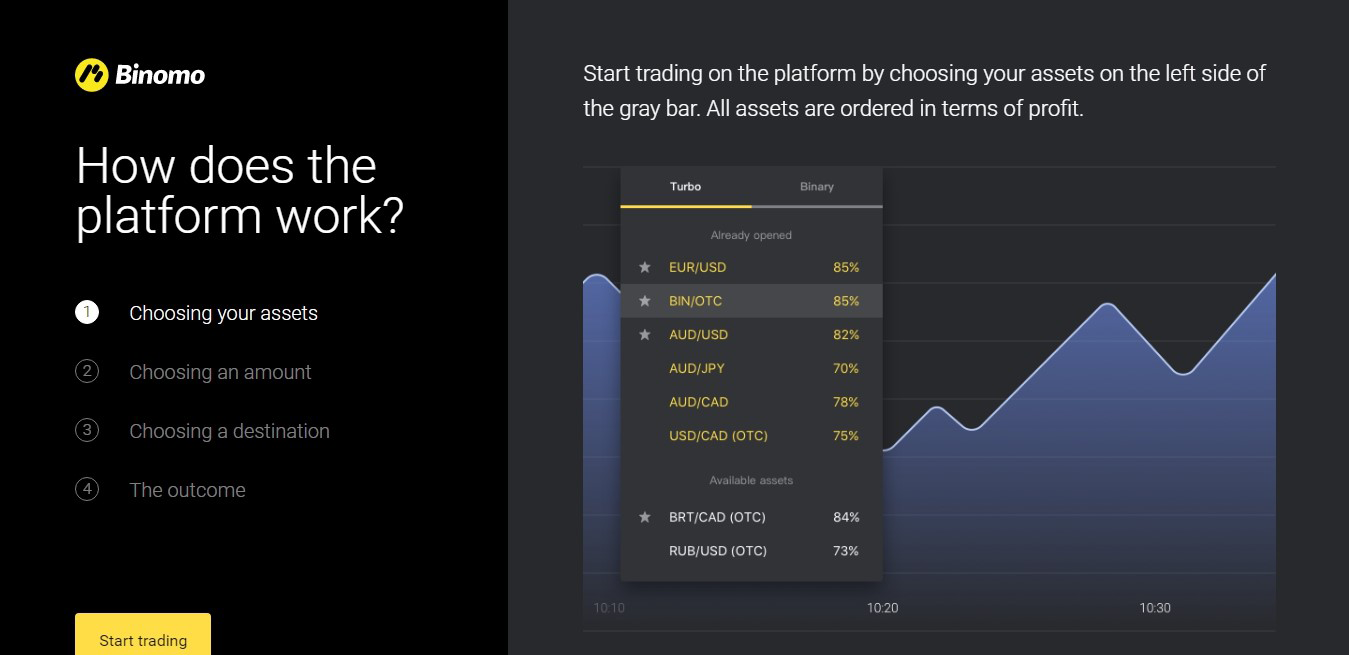 Binomo
How does the
platform work?
1 Choosing your assets
2 Choosing an amount
3 Choosing a destination
4 The outcome
Start trading
Start trading on the platform by choosing your assets on the left side of
the gray bar. All assets are ordered in terms of profit.
Turbo Binary
Already opened
EUR/USD 85%
BIN/OTC 85%
AUD/USD 82%
AUD/JPY 70%
AUD/CAD 78%
USD/CAD (OTC) 75%
Available assets
BRT/CAD (OTC) 84%
RUB/USD (OTC) 73%
10:10 10:20 10:30